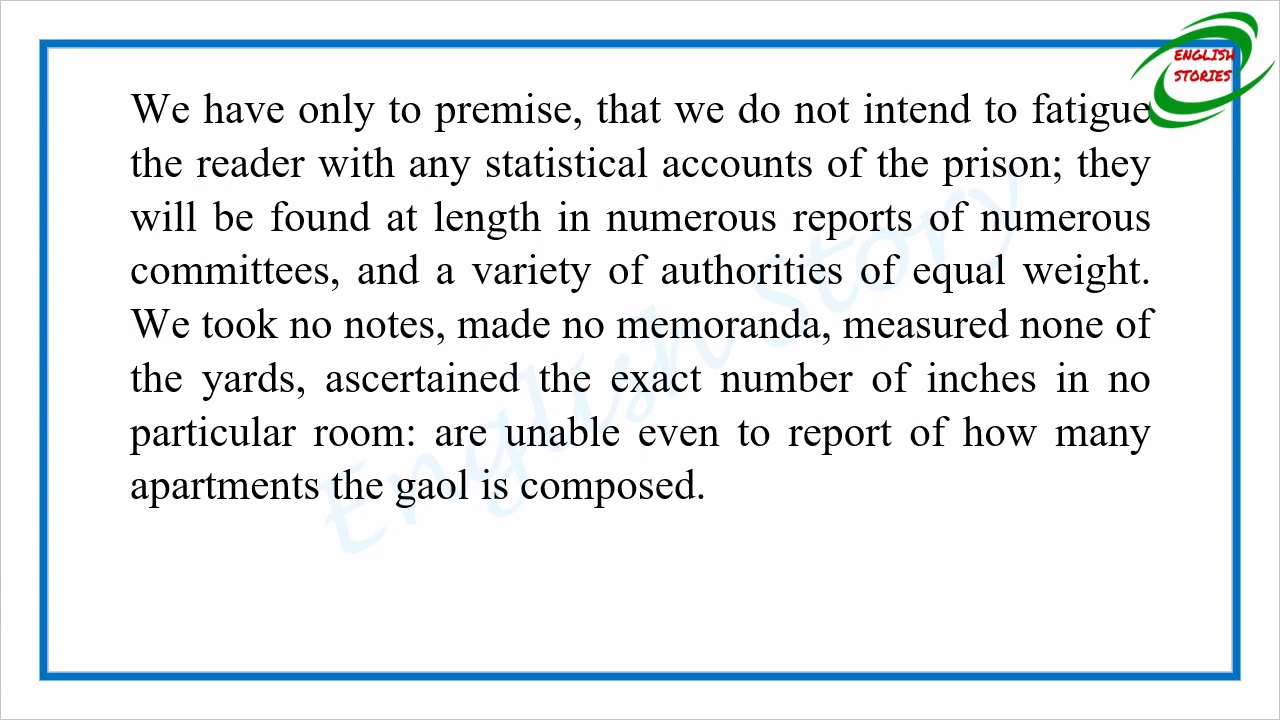 ENGLISH
STORIES
We have only to premise, that we do not intend to fatigue
the reader with any statistical accounts of the prison; they
will be found at length in numerous reports of numerous
committees, and a variety of authorities of equal weight.
We took no notes, made no memoranda, measured none of
the yards, ascertained the exact number of inches in no
particular room: are unable even to report of how many
apartments the gaol is composed.
English Story